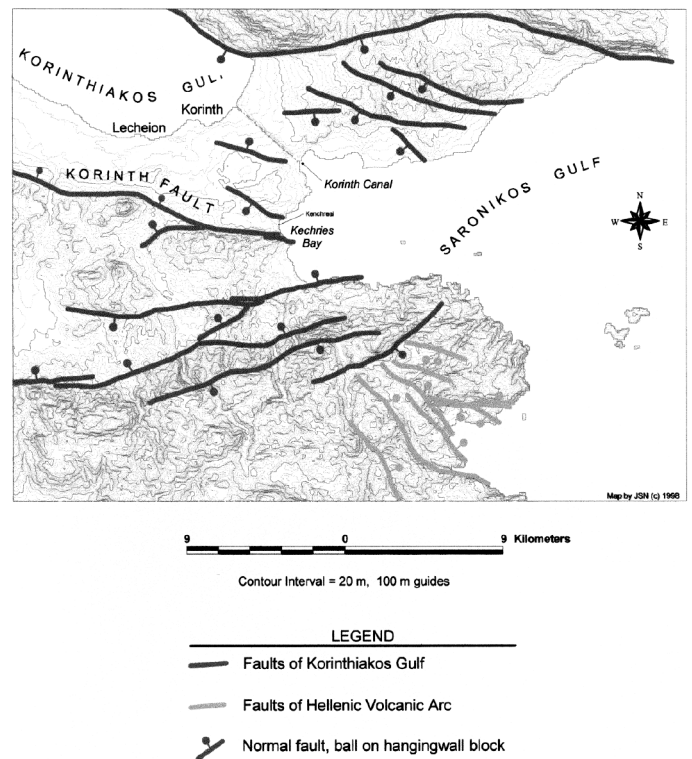 KORINTHIAKOS GUL,
Korinth
Lecheion
KORINTH FAULT
Korinth Canal
Kenchreai
Kechries
Bay
SARONIKOS GULF
N
W E
S
Map by JSN (c) 1998
9 0 9 Kilometers
Contour Interval = 20 m, 100 m guides
LEGEND
Faults of Korinthiakos Gulf
Faults of Hellenic Volcanic Arc
Normal fault, ball on hangingwall block